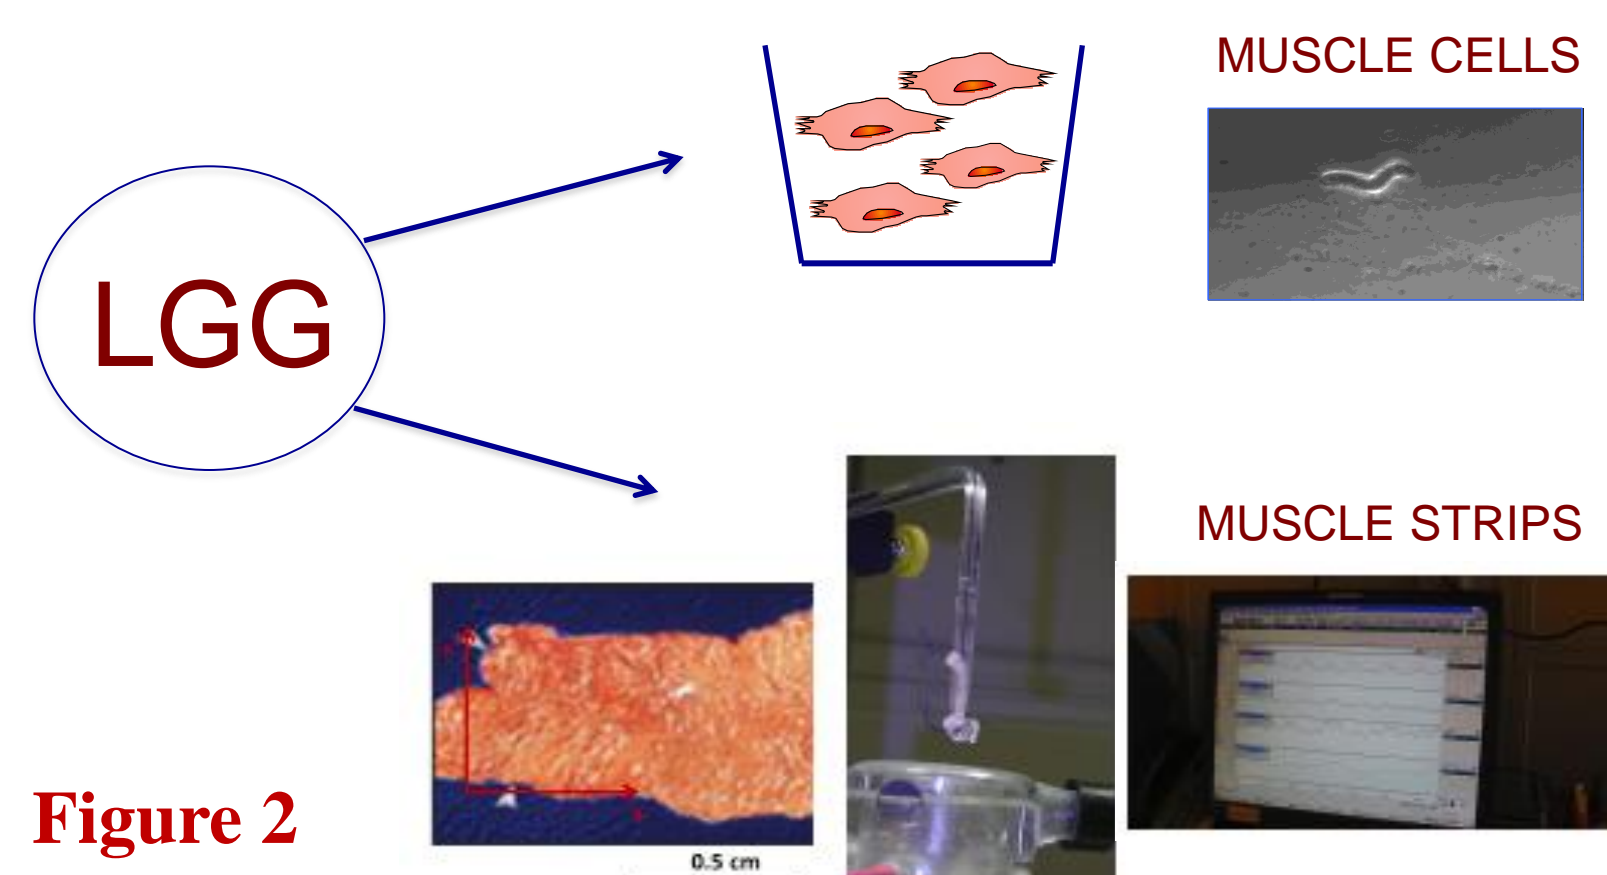 MUSCLE CELLS
LGG
MUSCLE STRIPS
Figure 2
0.5 cm